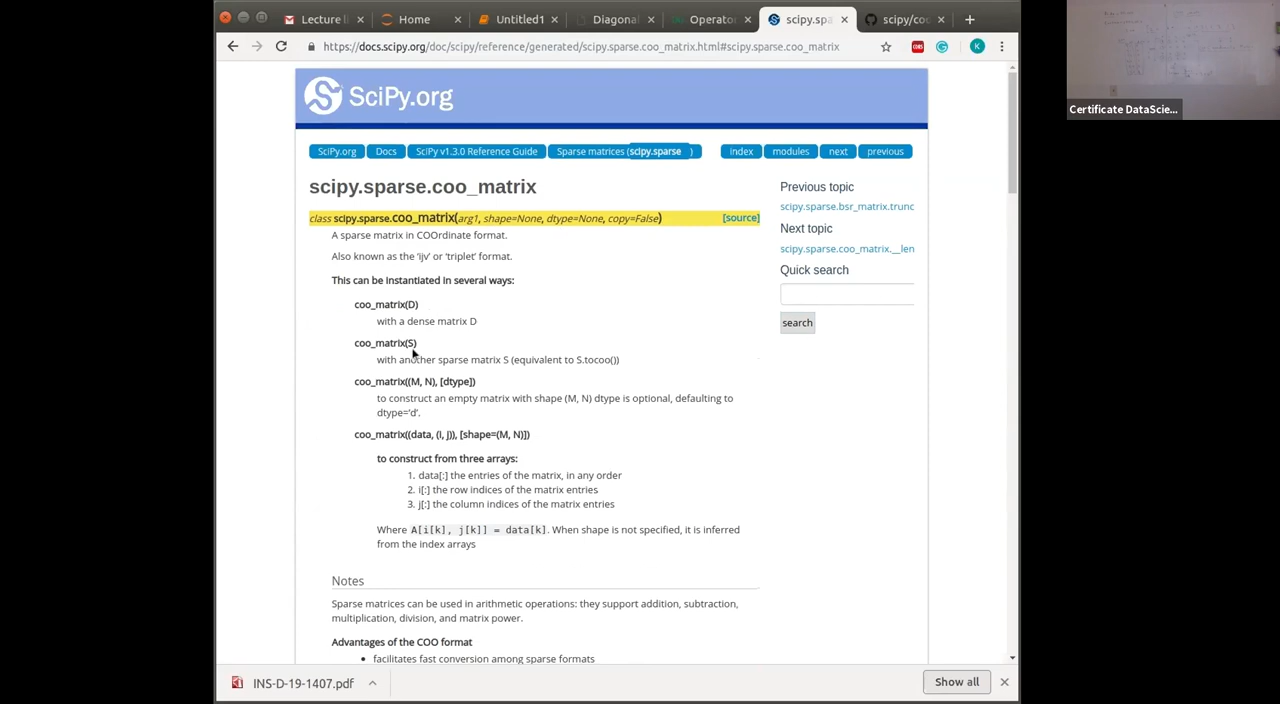 Lecture li
Home
Untitled1
Diagonal
Operato
scipy.spa
scipy/coo
https://docs.scipy.org/doc/scipy/reference/generated/scipy.sparse.coo_matrix.html#scipy.sparse.coo_matrix
CORS
K
Certificate DataScie...
SciPy.org
SciPy.org
Docs
SciPy v1.3.0 Reference Guide
Sparse matrices (scipy.sparse )
index
modules
next
previous
scipy.sparse.coo_matrix
class scipy.sparse.coo_matrix(arg1, shape=None, dtype=None, copy=False)
[source]
A sparse matrix in COOrdinate format.
Also known as the 'ijv' or 'triplet' format.
This can be instantiated in several ways:
coo_matrix(D)
with a dense matrix D
coo_matrix(S)
with another sparse matrix S (equivalent to S.tocoo())
coo_matrix((M, N), [dtype])
to construct an empty matrix with shape (M, N) dtype is optional, defaulting to
dtype='d'.
coo_matrix((data, (i, j)), [shape=(M, N)])
to construct from three arrays:
1. data[:] the entries of the matrix, in any order
2. i[:] the row indices of the matrix entries
3. j[:] the column indices of the matrix entries
Where A[i[k], j[k]] = data[k]. When shape is not specified, it is inferred
from the index arrays
Notes
Sparse matrices can be used in arithmetic operations: they support addition, subtraction,
multiplication, division, and matrix power.
Advantages of the COO format
• facilitates fast conversion among sparse formats
Previous topic
scipy.sparse.bsr_matrix.trunc
Next topic
scipy.sparse.coo_matrix.__len
Quick search
search
INS-D-19-1407.pdf
Show all